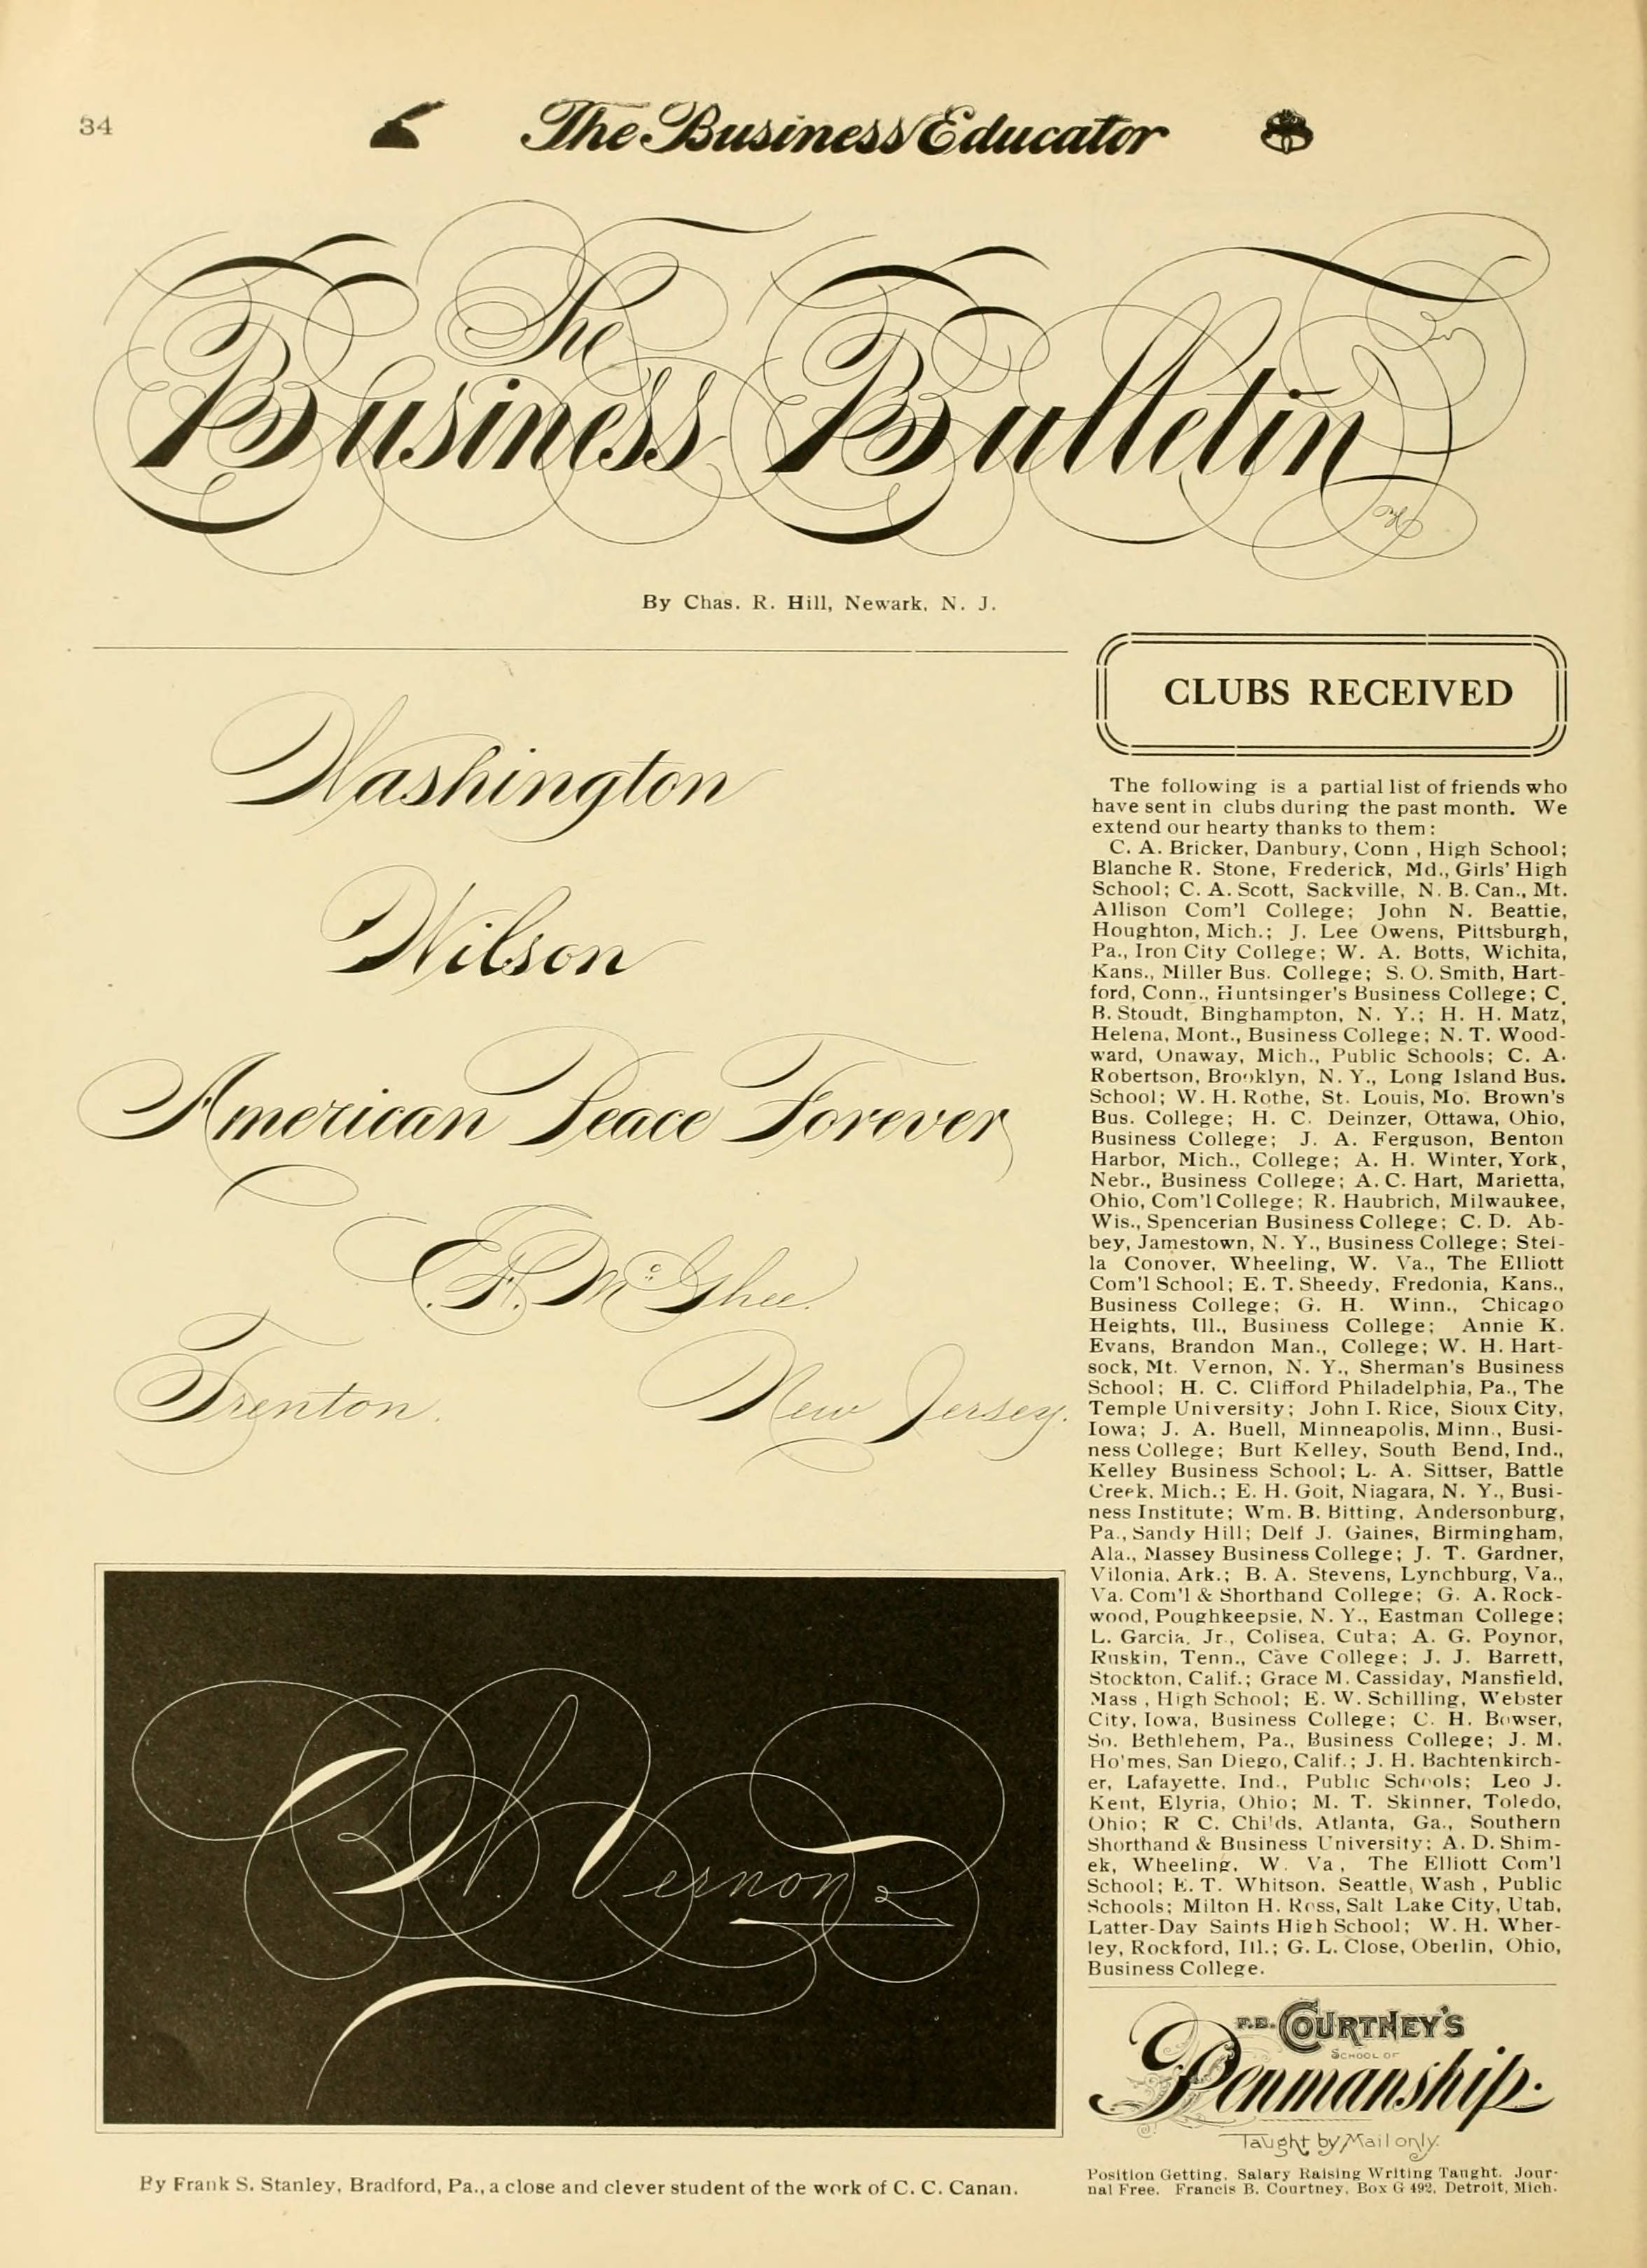 34
The Business Educator
The
Business Bulletin
By Chas. R. Hill, Newark, N. J.
Washington
Wilson
American Peace Forever
E. H. McGhee.
Trenton.
New Jersey.
Vernon
By Frank S. Stanley, Bradford, Pa., a close and clever student of the work of C. C. Canan.
CLUBS RECEIVED
The following is a partial list of friends who
have sent in clubs during the past month. We
extend our hearty thanks to them:
C. A. Bricker, Danbury, Conn , High School;
Blanche R. Stone, Frederick, Md., Girls' High
School; C. A. Scott, Sackville, N. B. Can., Mt.
Allison Com'l College; John N. Beattie,
Houghton, Mich.; J. Lee Owens, Pittsburgh,
Pa., Iron City College; W. A. Botts, Wichita,
Kans., Miller Bus. College; S. O. Smith, Hart-
ford, Conn., Huntsinger's Business College; C.
B. Stoudt, Binghampton, N. Y.; H. H. Matz,
Helena, Mont., Business College; N. T. Wood-
ward, Onaway, Mich., Public Schools; C. A.
Robertson, Brooklyn, N. Y., Long Island Bus.
School; W. H. Rothe, St. Louis, Mo. Brown's
Bus. College; H. C. Deinzer, Ottawa, Ohio,
Business College; J. A. Ferguson, Benton
Harbor, Mich., College; A. H. Winter, York,
Nebr., Business College; A. C. Hart, Marietta,
Ohio, Com'l College; R. Haubrich, Milwaukee,
Wis., Spencerian Business College; C. D. Ab-
bey, Jamestown, N. Y., Business College; Stel-
la Conover, Wheeling, W. Va., The Elliott
Com'l School; E. T. Sheedy, Fredonia, Kans.,
Business College; G. H. Winn., Chicago
Heights, Ill., Business College; Annie K.
Evans, Brandon Man., College; W. H. Hart-
sock, Mt. Vernon, N. Y., Sherman's Business
School; H. C. Clifford Philadelphia, Pa., The
Temple University; John I. Rice, Sioux City,
Iowa; J. A. Buell, Minneapolis, Minn., Busi-
ness College; Burt Kelley, South Bend, Ind.,
Kelley Business School; L. A. Sittser, Battle
Creek, Mich.; E. H. Goit, Niagara, N. Y., Busi-
ness Institute; Wm. B. Bitting, Andersonburg,
Pa., Sandy Hill; Delf J. Gaines, Birmingham,
Ala., Massey Business College; J. T. Gardner,
Vilonia, Ark.; B. A. Stevens, Lynchburg, Va.,
Va. Com'l & Shorthand College; G. A. Rock-
wood, Poughkeepsie, N. Y., Eastman College;
L. Garcia, Jr., Colisea, Cuba; A. G. Poynor,
Ruskin, Tenn., Cave College; J. J. Barrett,
Stockton, Calif.; Grace M. Cassiday, Mansfield,
Mass , High School; E. W. Schilling, Webster
City, Iowa, Business College; C. H. Bowser,
So. Bethlehem, Pa., Business College; J. M.
Holmes, San Diego, Calif.; J. H. Bachtenkirch-
er, Lafayette, Ind., Public Schools; Leo J.
Kent, Elyria, Ohio; M. T. Skinner, Toledo,
Ohio; R C. Childs, Atlanta, Ga., Southern
Shorthand & Business University; A. D. Shim-
ek, Wheeling, W. Va , The Elliott Com'l
School; E. T. Whitson, Seattle, Wash , Public
Schools; Milton H. Ross, Salt Lake City, Utah,
Latter-Day Saints High School; W. H. Wher-
ley, Rockford, Ill.; G. L. Close, Oberlin, Ohio,
Business College.
F.B. COURTNEY'S
SCHOOL OF
Penmanship.
Taught by Mail only.
Position Getting, Salary Raising Writing Taught. Jour-
nal Free. Francis B. Courtney, Box G 492, Detroit, Mich.